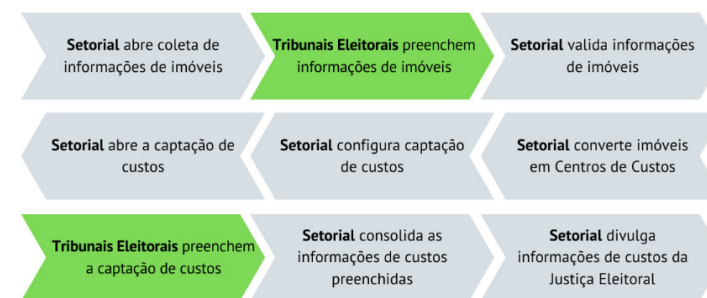 Setorial abre coleta de
informações de imóveis
Tribunais Eleitorais preenchem
informações de imóveis
Setorial valida informações
de imóveis
Setorial abre a captação de
custos
Setorial configura captação
de custos
Setorial converte imóveis
em Centros de Custos
Tribunais Eleitorais preenchem
a captação de custos
Setorial consolida as
informações de custos
preenchidas
Setorial divulga
informações de custos da
Justiça Eleitoral